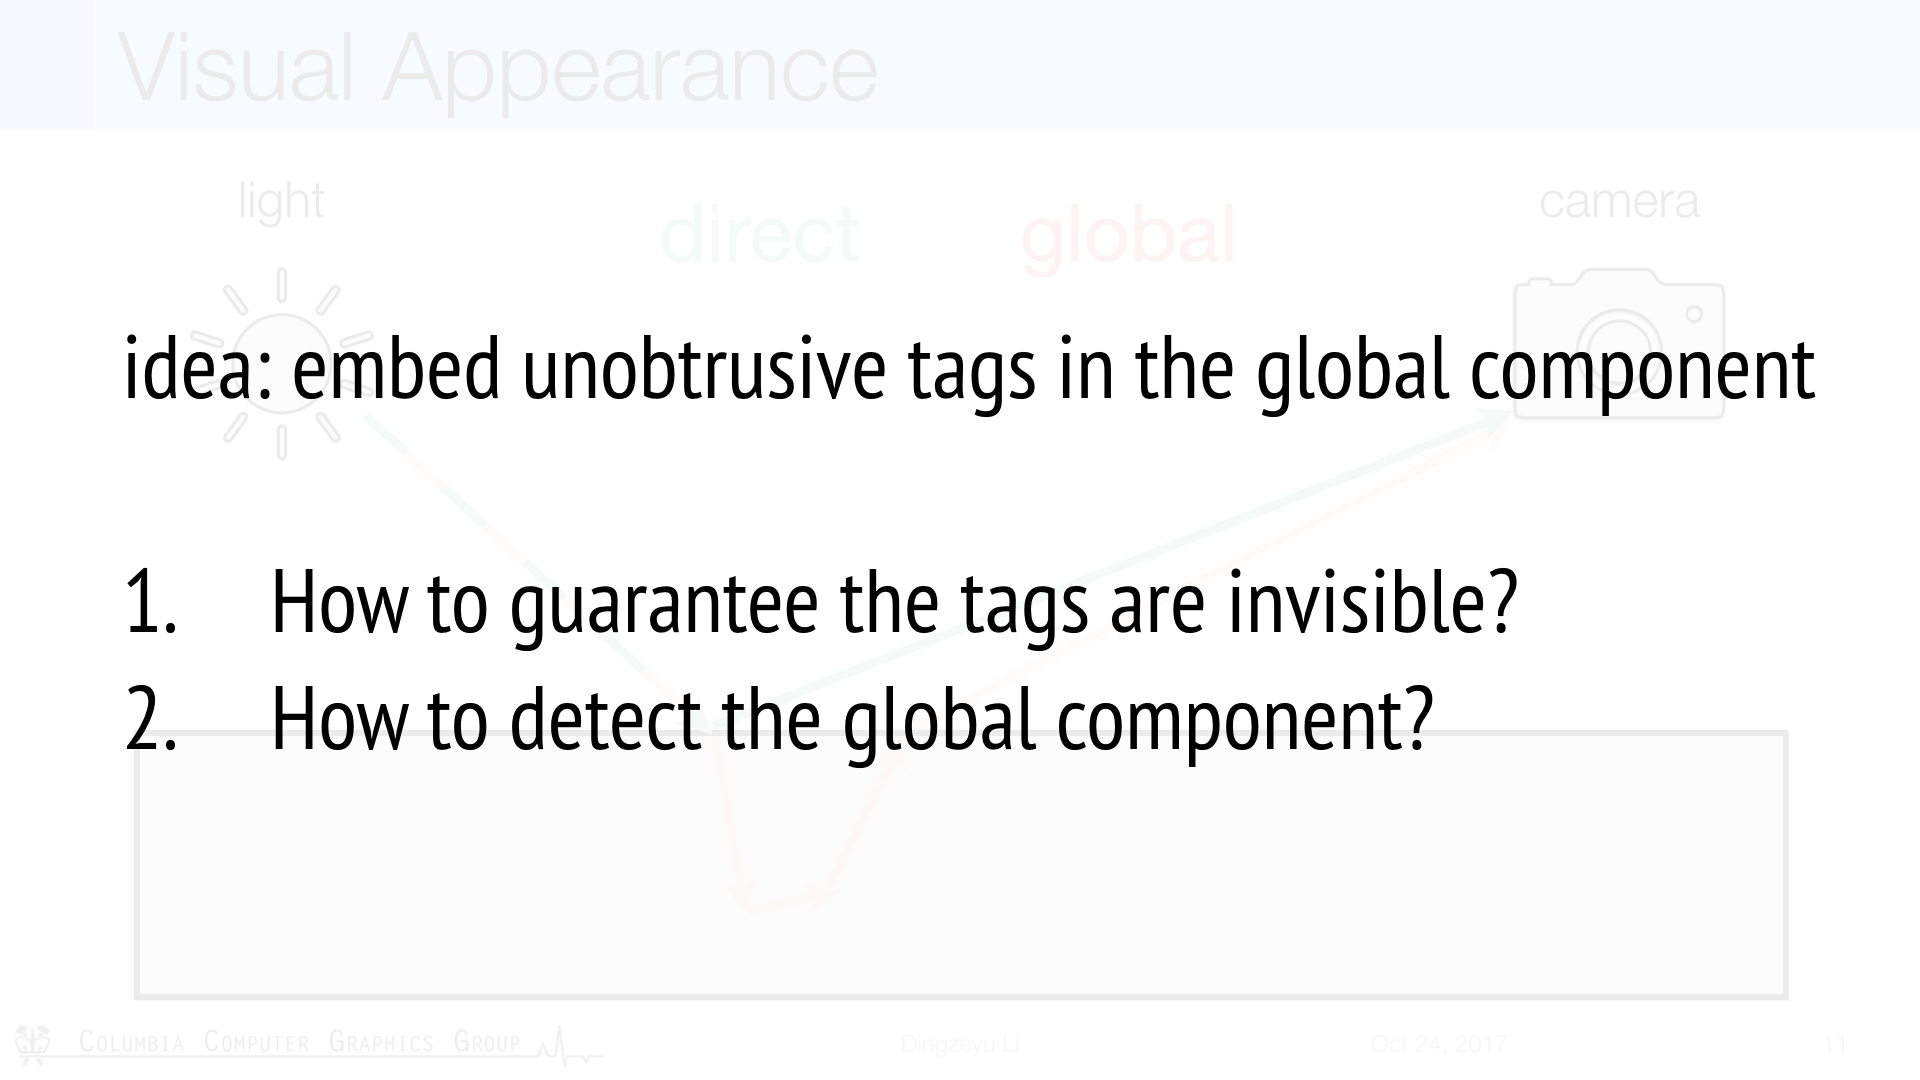 Visual Appearance
light
direct
global
camera
idea: embed unobtrusive tags in the global component
1. How to guarantee the tags are invisible?
2. How to detect the global component?
COLUMBIA COMPUTER GRAPHICS GROUP
Dingzeyu Li
Oct 24, 2017
11